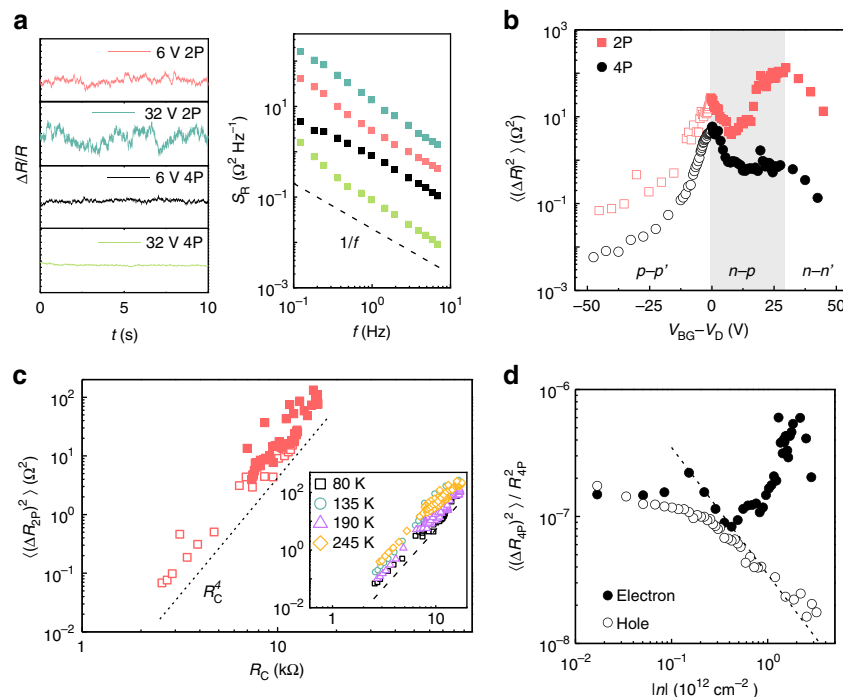 a
6 V 2P
32 V 2P
6 V 4P
32 V 4P
ΔR/R
0
5
10
t (s)
S_R (Ω² Hz⁻¹)
10¹
10⁻¹
10⁻³
1/f
10⁻¹
10⁰
10¹
f (Hz)
b
2P
4P
⟨(ΔR)²⟩ (Ω²)
10³
10¹
10⁻¹
10⁻³
p–p'
n–p
n–n'
−50
−25
0
25
50
V_BG–V_D (V)
c
⟨(ΔR_2P)²⟩ (Ω²)
10²
10¹
10⁰
10⁻¹
10⁻²
R_C⁴
1
10
R_C (kΩ)
80 K
135 K
190 K
245 K
10²
10⁰
10⁻²
1
10
d
⟨(ΔR_4P)²⟩ / R²_4P
10⁻⁶
10⁻⁷
10⁻⁸
Electron
Hole
10⁻²
10⁻¹
10⁰
|n| (10¹² cm⁻²)